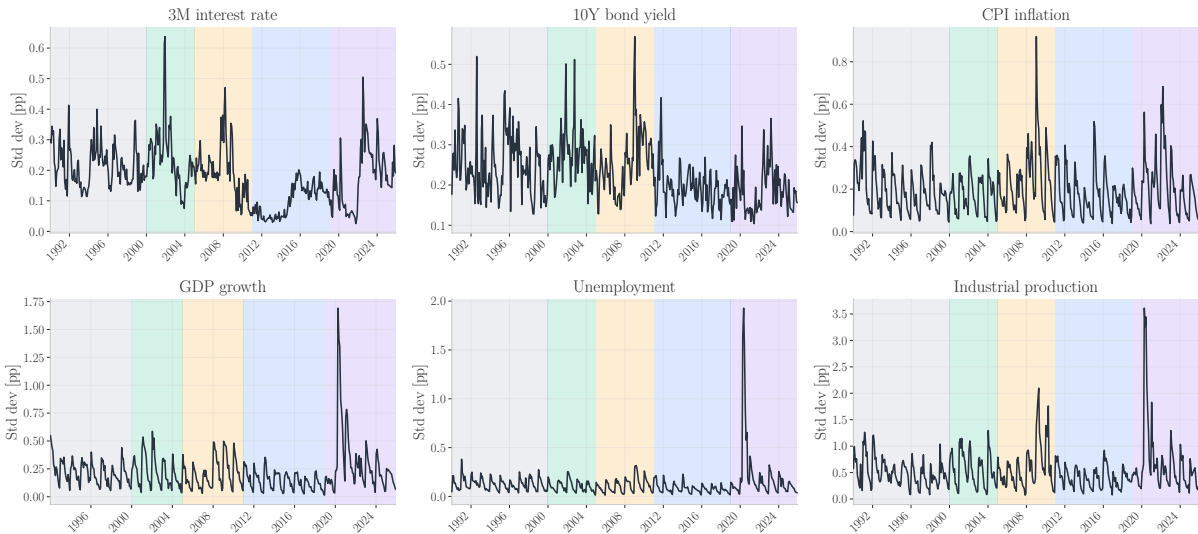 3M interest rate
Std dev [pp]
0.6
0.5
0.4
0.3
0.2
0.1
0.0
1992 1996 2000 2004 2008 2012 2016 2020 2024
10Y bond yield
Std dev [pp]
0.5
0.4
0.3
0.2
0.1
1992 1996 2000 2004 2008 2012 2016 2020 2024
CPI inflation
Std dev [pp]
0.8
0.6
0.4
0.2
0.0
1992 1996 2000 2004 2008 2012 2016 2020 2024
GDP growth
Std dev [pp]
1.75
1.50
1.25
1.00
0.75
0.50
0.25
0.00
1996 2000 2004 2008 2012 2016 2020 2024
Unemployment
Std dev [pp]
2.0
1.5
1.0
0.5
0.0
1992 1996 2000 2004 2008 2012 2016 2020 2024
Industrial production
Std dev [pp]
3.5
3.0
2.5
2.0
1.5
1.0
0.5
0.0
1992 1996 2000 2004 2008 2012 2016 2020 2024